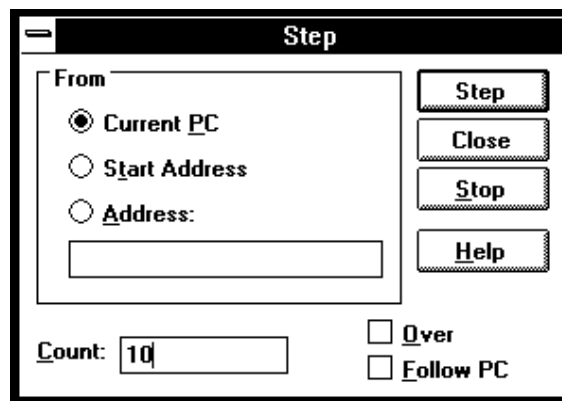 Step
From
Current PC
Start Address
Address:
Count: 10
Step
Close
Stop
Help
Over
Follow PC